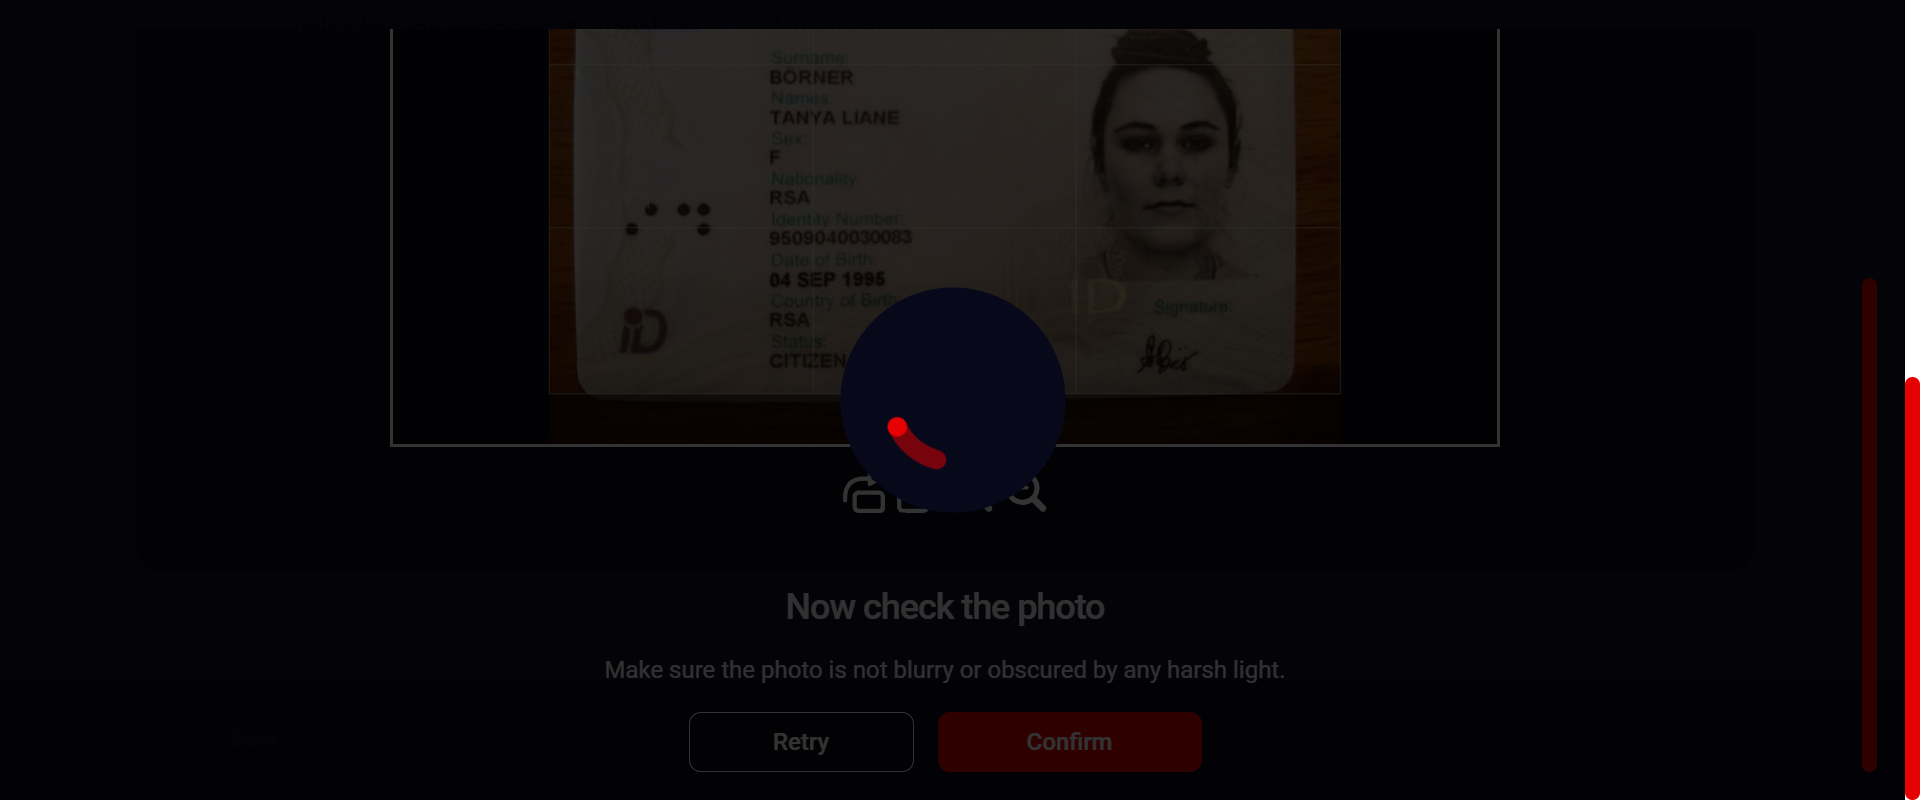 Surname:
BÖRNER
Names:
TANYA LIANE
Sex:
F
Nationality:
RSA
Identity Number:
9509040030083
Date of Birth:
04 SEP 1995
Country of Birth:
RSA
Status:
CITIZEN
iD
Signature:
Now check the photo
Make sure the photo is not blurry or obscured by any harsh light.
Back
Retry
Confirm